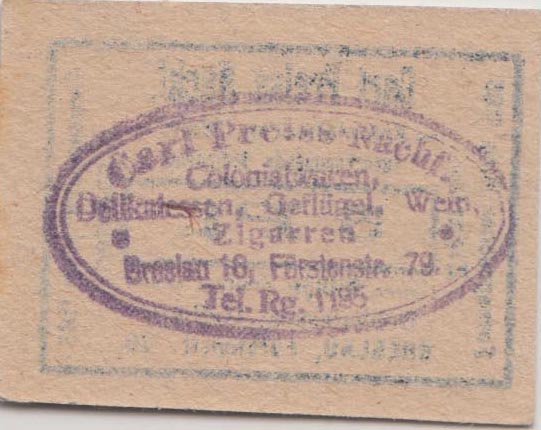 Carl Preiss Nachf.,
Colonialwaren,
Delikatessen, Geflügel, Wein,
Zigarren
Breslau 18, Fürstenstr. 79.
Tel. Rg. 1195